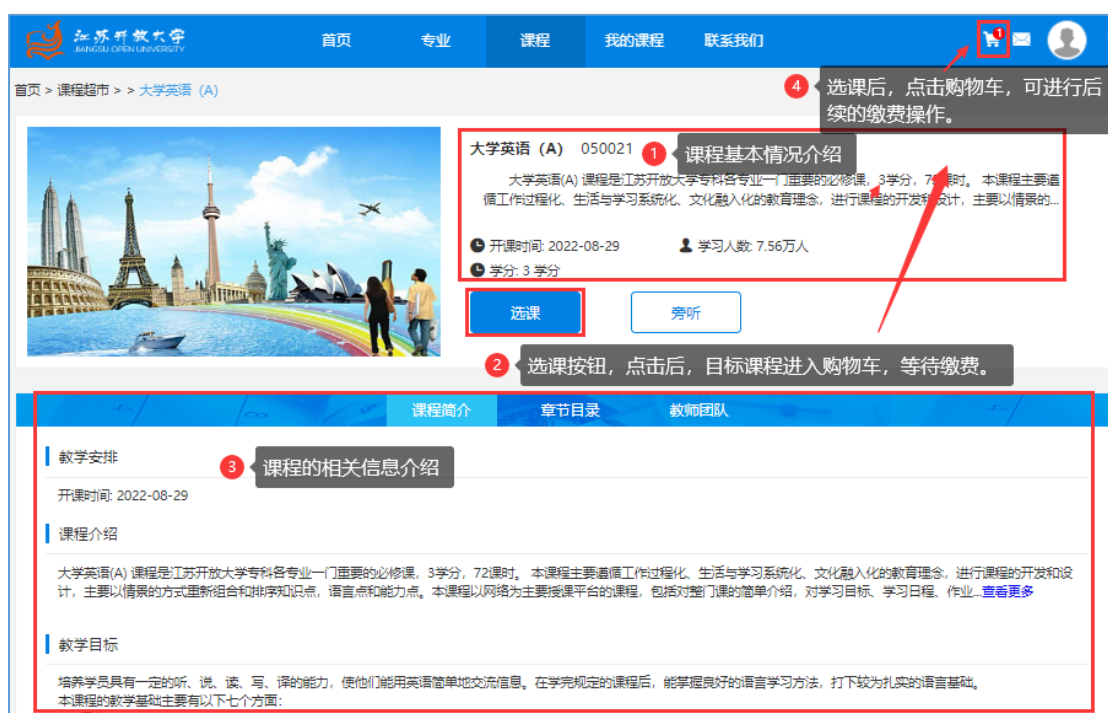 江苏开放大学
JIANGSU OPEN UNIVERSITY
首页 专业 课程 我的课程 联系我们
1
首页 > 课程超市 > > 大学英语 (A)
4 选课后，点击购物车，可进行后
续的缴费操作。
大学英语 (A) 050021
1 课程基本情况介绍
大学英语(A) 课程是江苏开放大学专科各专业一门重要的必修课，3学分，72课时。 本课程主要遵
循工作过程化、生活与学习系统化、文化融入化的教育理念，进行课程的开发和设计，主要以情景的...
开课时间: 2022-08-29 学习人数: 7.56万人
学分: 3 学分
选课 旁听
2 选课按钮，点击后，目标课程进入购物车，等待缴费。
课程简介 章节目录 教师团队
教学安排
3 课程的相关信息介绍
开课时间: 2022-08-29
课程介绍
大学英语(A) 课程是江苏开放大学专科各专业一门重要的必修课，3学分，72课时。 本课程主要遵循工作过程化、生活与学习系统化、文化融入化的教育理念，进行课程的开发和设
计，主要以情景的方式重新组合和排序知识点，语言点和能力点。本课程以网络为主要授课平台的课程，包括对整门课的简单介绍，对学习目标、学习日程、作业...查看更多
教学目标
培养学员具有一定的听、说、读、写、译的能力，使他们能用英语简单地交流信息。在学完规定的课程后，能掌握良好的语言学习方法，打下较为扎实的语言基础。
本课程的教学基础主要有以下七个方面：